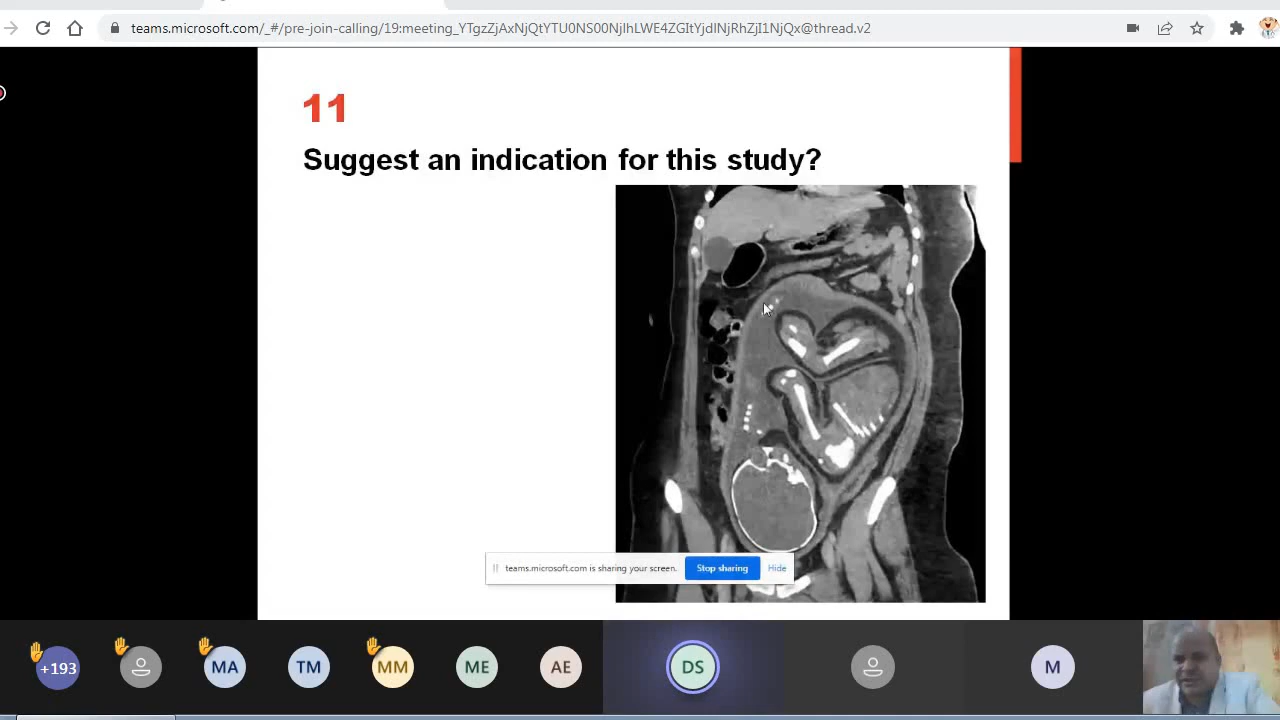 teams.microsoft.com/_#/pre-join-calling/19:meeting_YTgzZjAxNjQtYTU0NS00NjlhLWE4ZGItYjdlNjRhZjI1NjQx@thread.v2
11
Suggest an indication for this study?
teams.microsoft.com is sharing your screen. Stop sharing Hide
+193 MA TM MM ME AE DS M